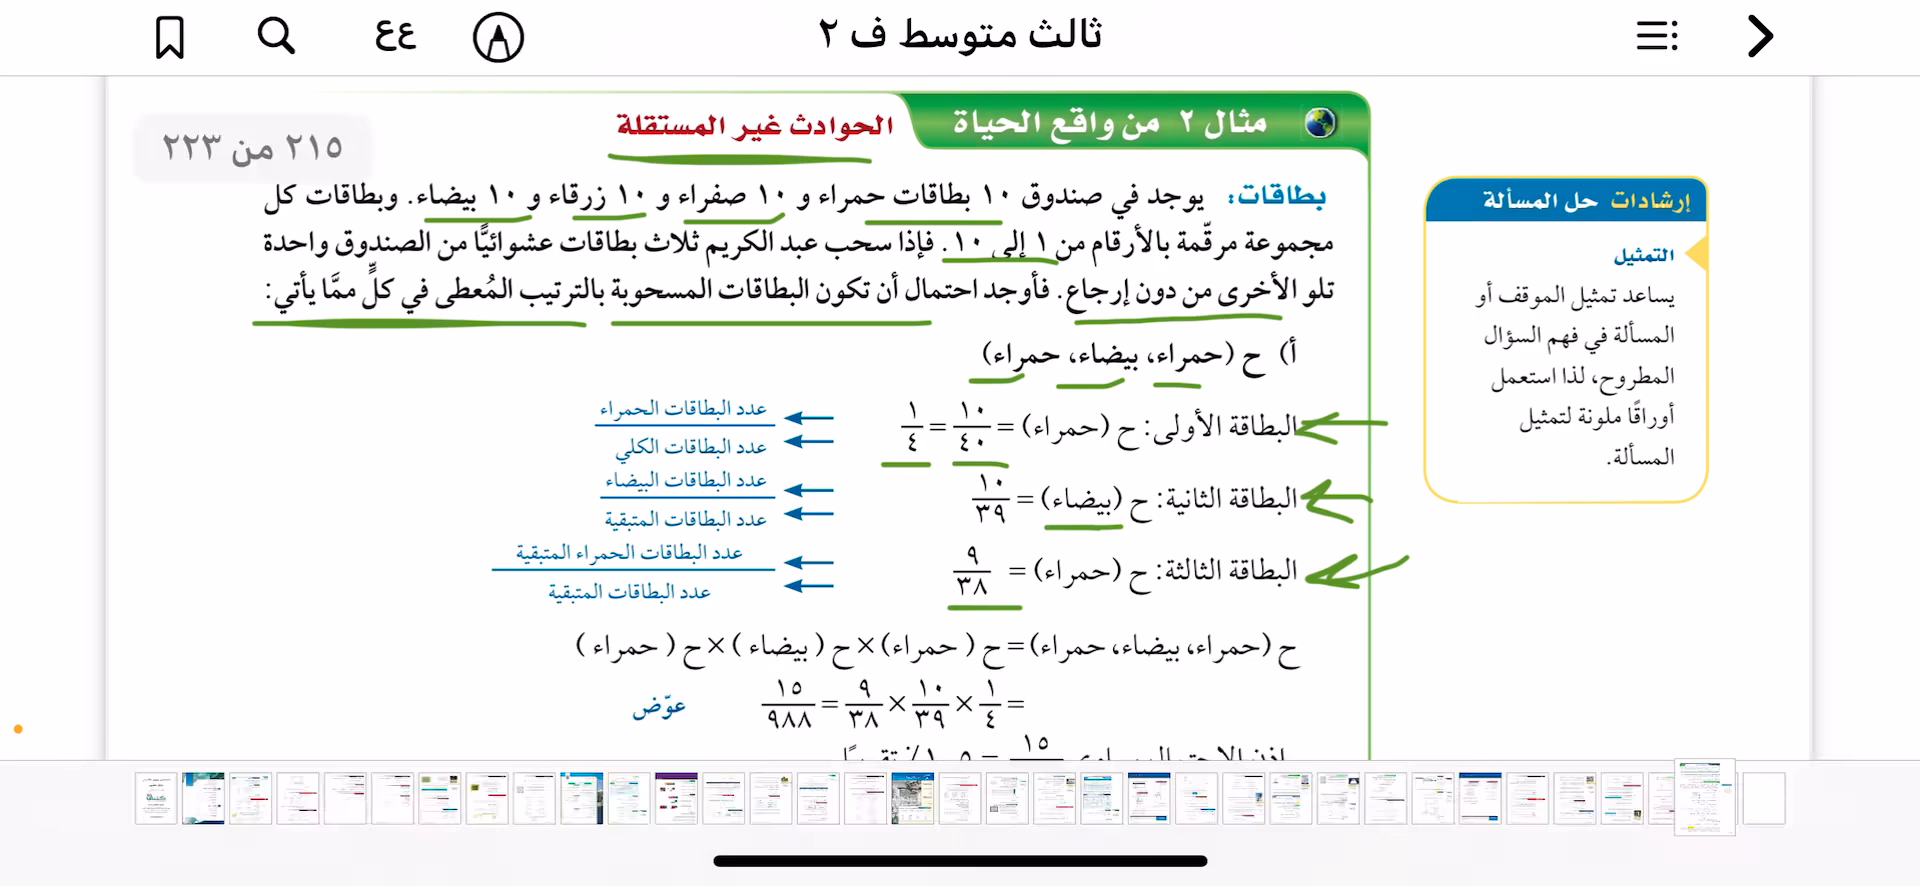 ثالث متوسط ف ٢
عع
٢١٥ من ٢٢٣
مثال ٢ من واقع الحياة
الحوادث غير المستقلة
بطاقات: يوجد في صندوق ١٠ بطاقات حمراء و ١٠ صفراء و ١٠ زرقاء و ١٠ بيضاء. وبطاقات كل
مجموعة مرقّمة بالأرقام من ١ إلى ١٠. فإذا سحب عبد الكريم ثلاث بطاقات عشوائيًّا من الصندوق واحدة
تلو الأخرى من دون إرجاع. فأوجد احتمال أن تكون البطاقات المسحوبة بالترتيب المُعطى في كلٍّ ممَّا يأتي:
أ) ح (حمراء، بيضاء، حمراء)
البطاقة الأولى: ح (حمراء) = ١٠/٤٠ = ١/٤
عدد البطاقات الحمراء
عدد البطاقات الكلي
البطاقة الثانية: ح (بيضاء) = ١٠/٣٩
عدد البطاقات البيضاء
عدد البطاقات المتبقية
البطاقة الثالثة: ح (حمراء) = ٩/٣٨
عدد البطاقات الحمراء المتبقية
عدد البطاقات المتبقية
ح (حمراء، بيضاء، حمراء) = ح (حمراء) × ح (بيضاء) × ح (حمراء)
= ١/٤ × ١٠/٣٩ × ٩/٣٨ = ١٥/٩٨٨ عوّض
إرشادات حل المسألة
التمثيل
يساعد تمثيل الموقف أو
المسألة في فهم السؤال
المطروح، لذا استعمل
أوراقًا ملونة لتمثيل
المسألة.